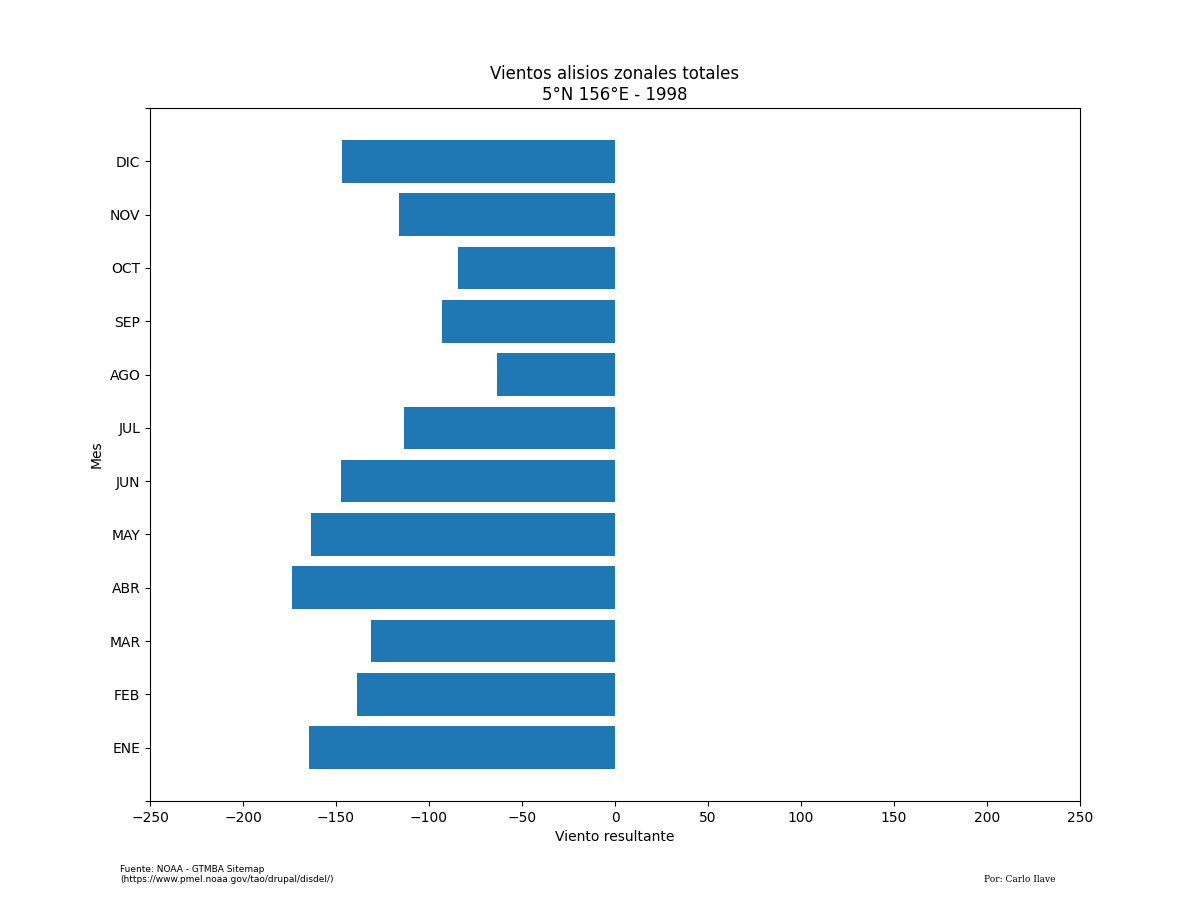 Vientos alisios zonales totales
5°N 156°E - 1998
DIC
NOV
OCT
SEP
AGO
JUL
JUN
MAY
ABR
MAR
FEB
ENE
Mes
−250 −200 −150 −100 −50 0 50 100 150 200 250
Viento resultante
Fuente: NOAA - GTMBA Sitemap
(https://www.pmel.noaa.gov/tao/drupal/disdel/)
Por: Carlo Ilave